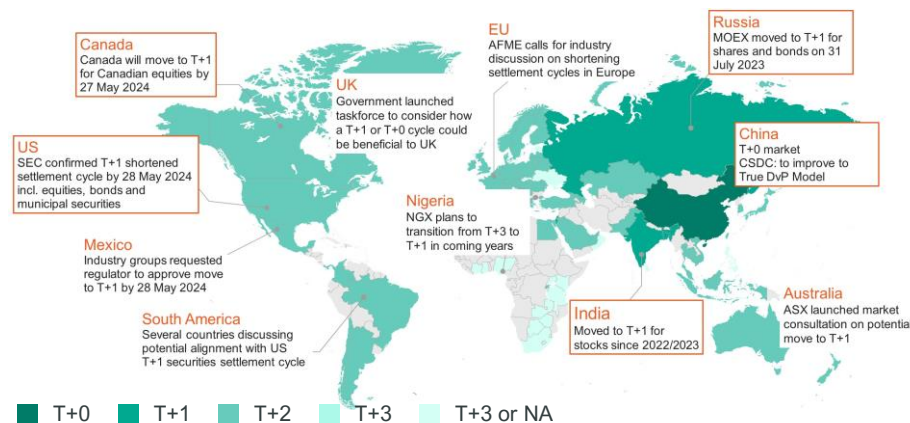 Canada
Canada will move to T+1
for Canadian equities by
27 May 2024
UK
Government launched
taskforce to consider how
a T+1 or T+0 cycle could
be beneficial to UK
EU
AFME calls for industry
discussion on shortening
settlement cycles in Europe
Russia
MOEX moved to T+1 for
shares and bonds on 31
July 2023
US
SEC confirmed T+1 shortened
settlement cycle by 28 May 2024
incl. equities, bonds and
municipal securities
China
T+0 market
CSDC: to improve to
True DvP Model
Mexico
Industry groups requested
regulator to approve move
to T+1 by 28 May 2024
Nigeria
NGX plans to
transition from T+3 to
T+1 in coming years
South America
Several countries discussing
potential alignment with US
T+1 securities settlement cycle
India
Moved to T+1 for
stocks since 2022/2023
Australia
ASX launched market
consultation on potential
move to T+1
T+0
T+1
T+2
T+3
T+3 or NA